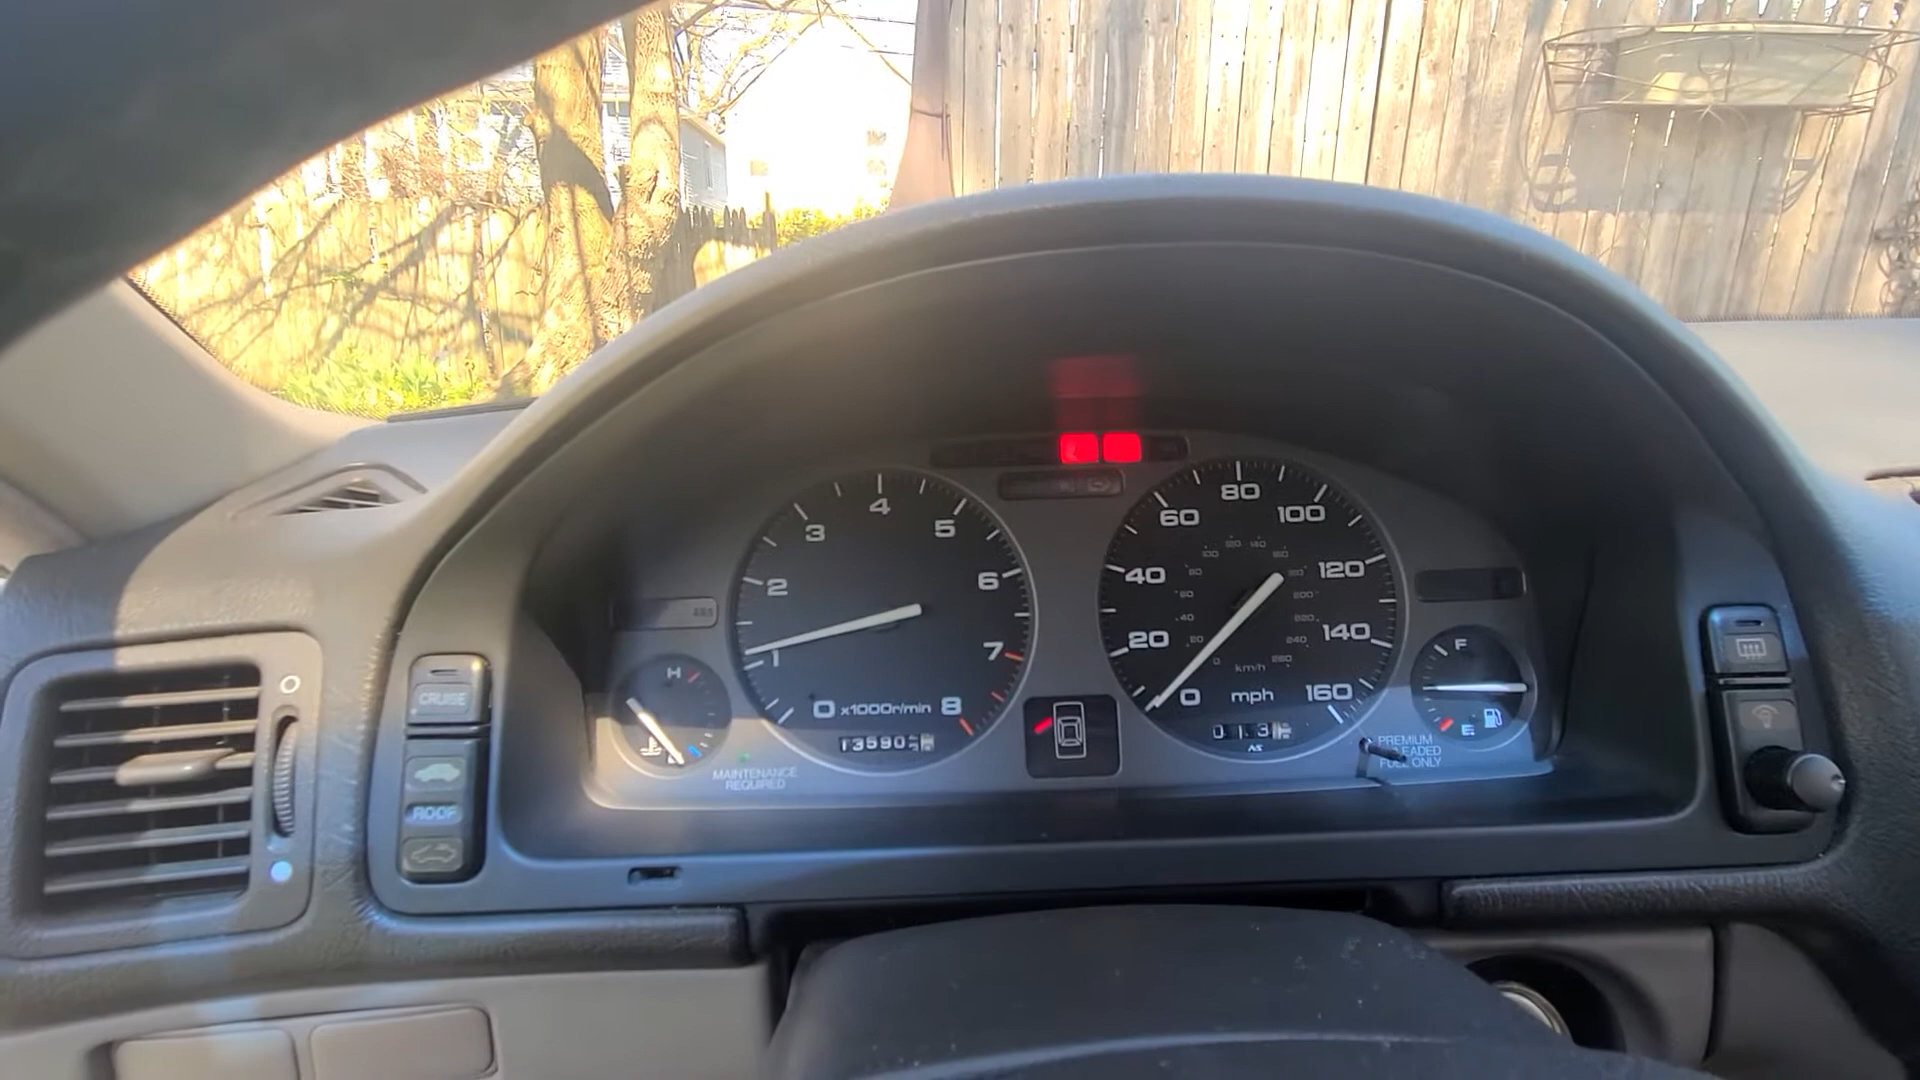 ABS
H
0 1 2 3 4 5 6 7 8
x1000r/min
MAINTENANCE
REQUIRED
0 20 40 60 80 100 120 140 160
mph
km/h
F
E
PREMIUM
FUEL ONLY
CRUISE
ROOF